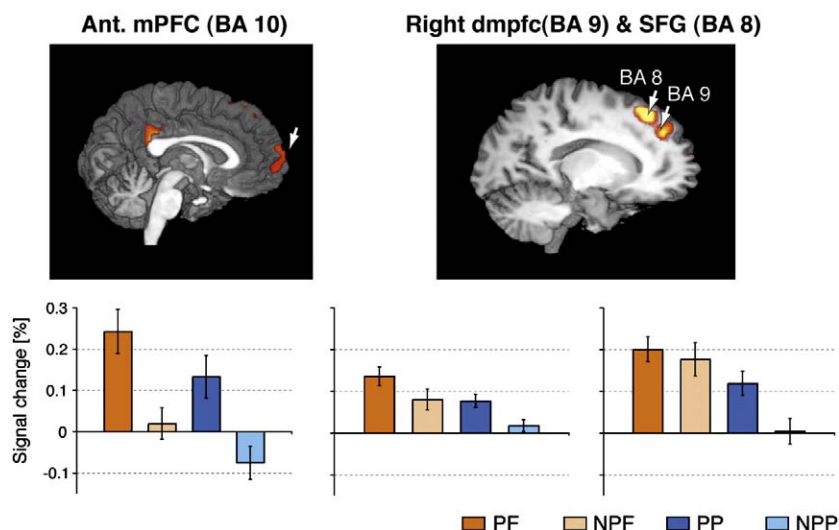 Ant. mPFC (BA 10)
Right dmpfc(BA 9) & SFG (BA 8)
BA 8
BA 9
Signal change [%]
0.3
0.2
0.1
0
-0.1
PF
NPF
PP
NPP